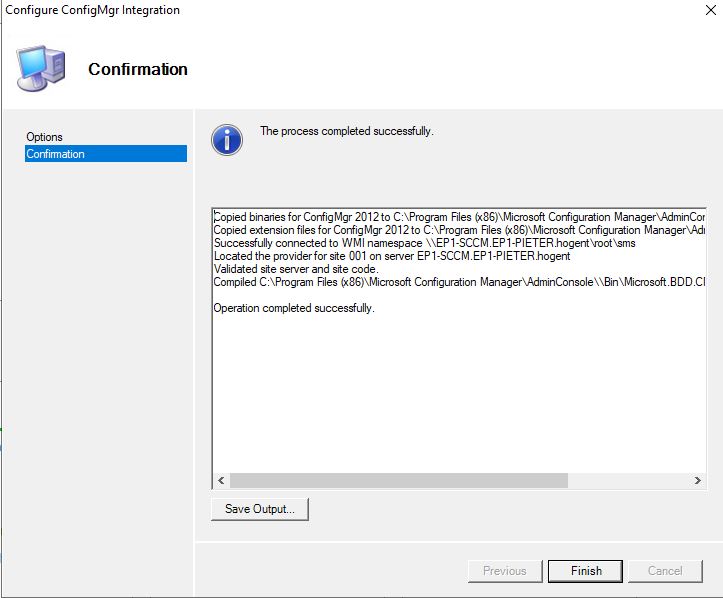 Configure ConfigMgr Integration
Confirmation
Options
Confirmation
The process completed successfully.
Copied binaries for ConfigMgr 2012 to C:\Program Files (x86)\Microsoft Configuration Manager\AdminCor
Copied extension files for ConfigMgr 2012 to C:\Program Files (x86)\Microsoft Configuration Manager\Ad
Successfully connected to WMI namespace \\EP1-SCCM.EP1-PIETER.hogent\root\sms
Located the provider for site 001 on server EP1-SCCM.EP1-PIETER.hogent
Validated site server and site code.
Compiled C:\Program Files (x86)\Microsoft Configuration Manager\AdminConsole\\Bin\Microsoft.BDD.C
Operation completed successfully.
Save Output...
Previous
Finish
Cancel